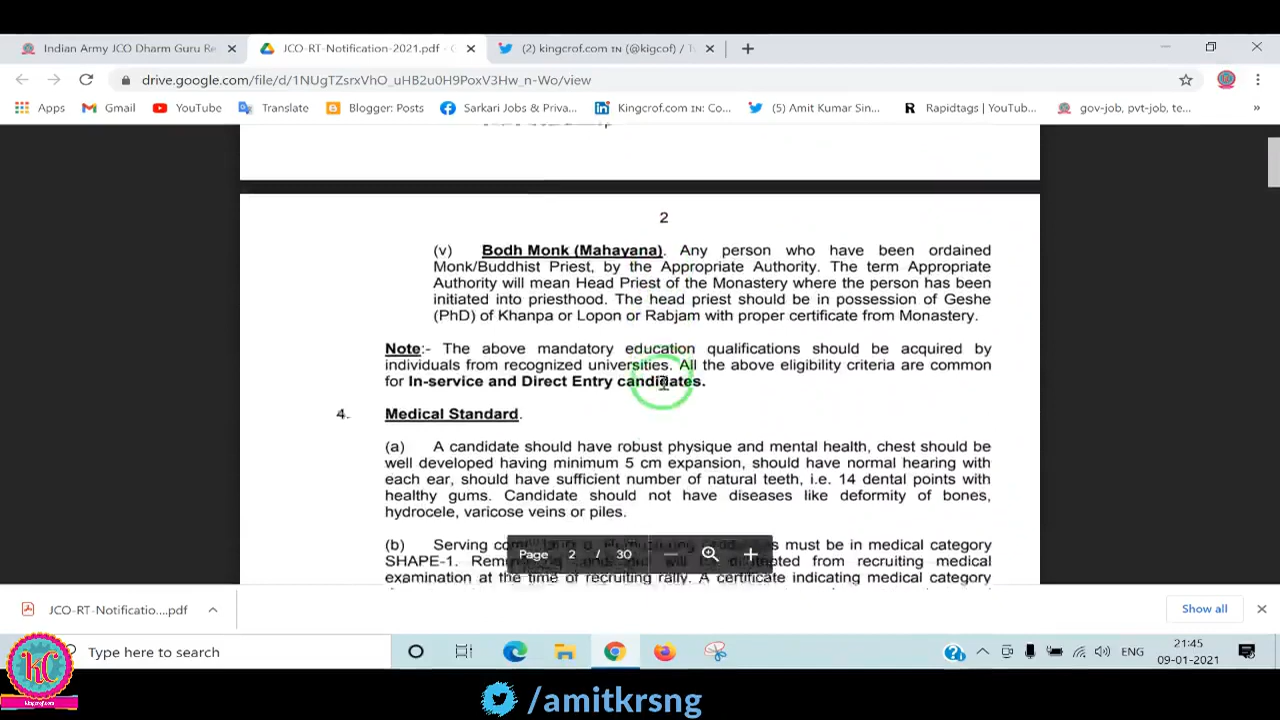 Indian Army JCO Dharm Guru Re
JCO-RT-Notification-2021.pdf - G
(2) kingcrof.com IN (@kigcof) / T
drive.google.com/file/d/1NUgTZsrxVhO_uHB2u0H9PoxV3Hw_n-Wo/view
Apps Gmail YouTube Translate Blogger: Posts Sarkari Jobs & Priva... Kingcrof.com IN: Co... (5) Amit Kumar Sin... Rapidtags | YouTub... gov-job, pvt-job, te... »
2
(v) Bodh Monk (Mahayana). Any person who have been ordained
Monk/Buddhist Priest, by the Appropriate Authority. The term Appropriate
Authority will mean Head Priest of the Monastery where the person has been
initiated into priesthood. The head priest should be in possession of Geshe
(PhD) of Khanpa or Lopon or Rabjam with proper certificate from Monastery.
Note:- The above mandatory education qualifications should be acquired by
individuals from recognized universities. All the above eligibility criteria are common
for In-service and Direct Entry candidates.
4. Medical Standard.
(a) A candidate should have robust physique and mental health, chest should be
well developed having minimum 5 cm expansion, should have normal hearing with
each ear, should have sufficient number of natural teeth, i.e. 14 dental points with
healthy gums. Candidate should not have diseases like deformity of bones,
hydrocele, varicose veins or piles.
(b) Serving must be in medical category
SHAPE-1. from recruiting medical
examination at the time of recruiting rally. A certificate indicating medical category
Page 2 / 30
JCO-RT-Notificatio....pdf
Show all
Type here to search
ENG
21:45
09-01-2021
KC
kingcrof.com
/amitkrsng